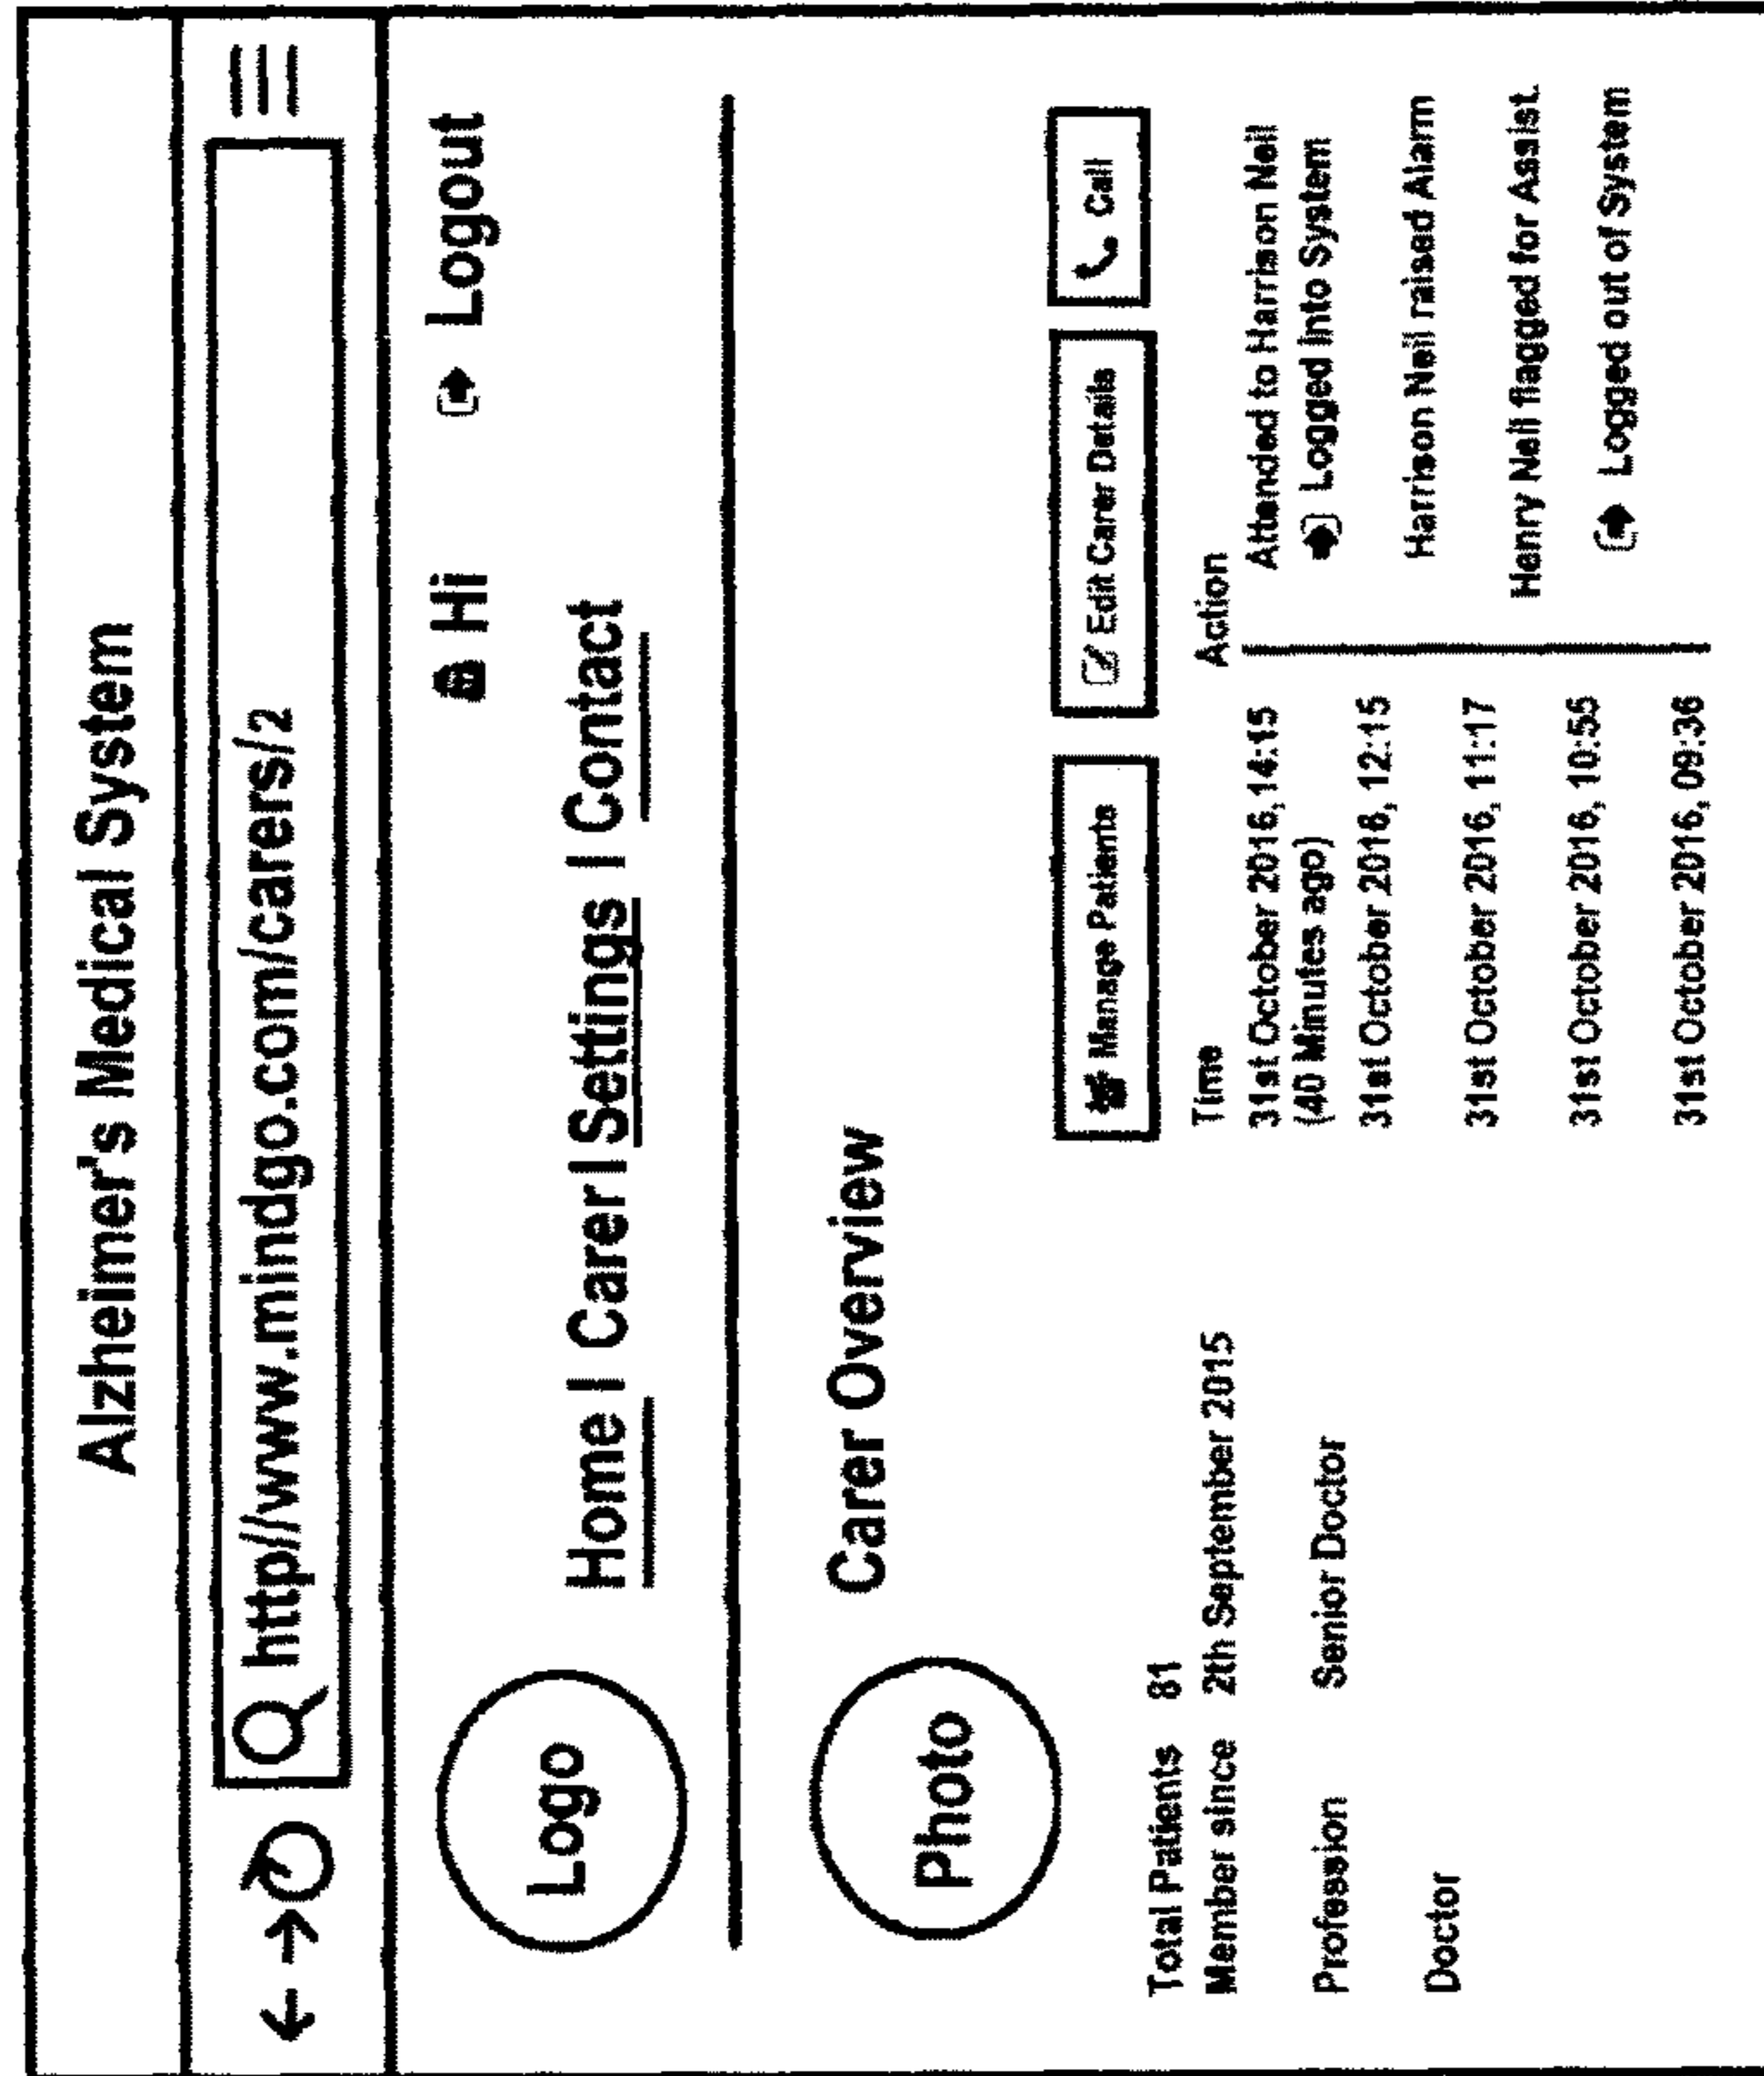 Alzheimer's Medical System
http//www.mindgo.com/carers/2
Hi Logout
Logo
Home | Carer | Settings | Contact
Photo
Carer Overview
Manage Patients Edit Carer Details Call
Total Patients 81
Member since 2th September 2015
Profession Senior Doctor
Doctor
Time Action
31st October 2016, 14:15 Attended to Harrison Neil
(40 Minutes ago) Logged Into System
31st October 2016, 12:15
Harrison Neil raised Alarm
31st October 2016, 11:17
Henry Neil flagged for Assist.
31st October 2016, 10:55
Logged out of System
31st October 2016, 09:36